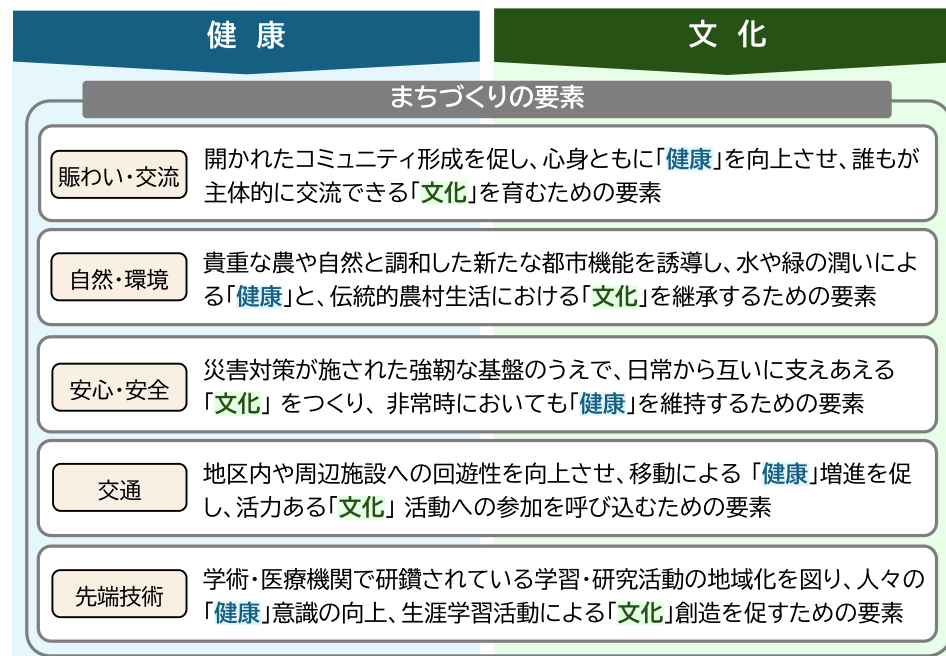 健康
文化
まちづくりの要素
賑わい・交流
開かれたコミュニティ形成を促し、心身ともに「健康」を向上させ、誰もが
主体的に交流できる「文化」を育むための要素
自然・環境
貴重な農や自然と調和した新たな都市機能を誘導し、水や緑の潤いによ
る「健康」と、伝統的農村生活における「文化」を継承するための要素
安心・安全
災害対策が施された強靭な基盤のうえで、日常から互いに支えあえる
「文化」をつくり、非常時においても「健康」を維持するための要素
交通
地区内や周辺施設への回遊性を向上させ、移動による「健康」増進を促
し、活力ある「文化」活動への参加を呼び込むための要素
先端技術
学術・医療機関で研鑽されている学習・研究活動の地域化を図り、人々の
「健康」意識の向上、生涯学習活動による「文化」創造を促すための要素